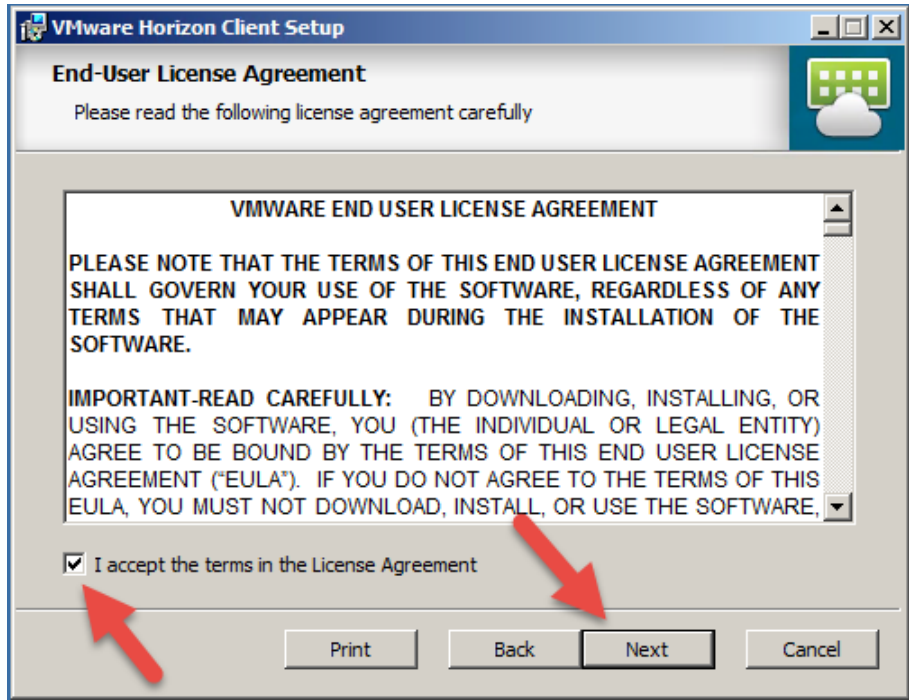 VMware Horizon Client Setup
End-User License Agreement
Please read the following license agreement carefully
VMWARE END USER LICENSE AGREEMENT
PLEASE NOTE THAT THE TERMS OF THIS END USER LICENSE AGREEMENT
SHALL GOVERN YOUR USE OF THE SOFTWARE, REGARDLESS OF ANY
TERMS THAT MAY APPEAR DURING THE INSTALLATION OF THE
SOFTWARE.
IMPORTANT-READ CAREFULLY: BY DOWNLOADING, INSTALLING, OR
USING THE SOFTWARE, YOU (THE INDIVIDUAL OR LEGAL ENTITY)
AGREE TO BE BOUND BY THE TERMS OF THIS END USER LICENSE
AGREEMENT (“EULA”). IF YOU DO NOT AGREE TO THE TERMS OF THIS
EULA, YOU MUST NOT DOWNLOAD, INSTALL, OR USE THE SOFTWARE,
I accept the terms in the License Agreement
Print Back Next Cancel